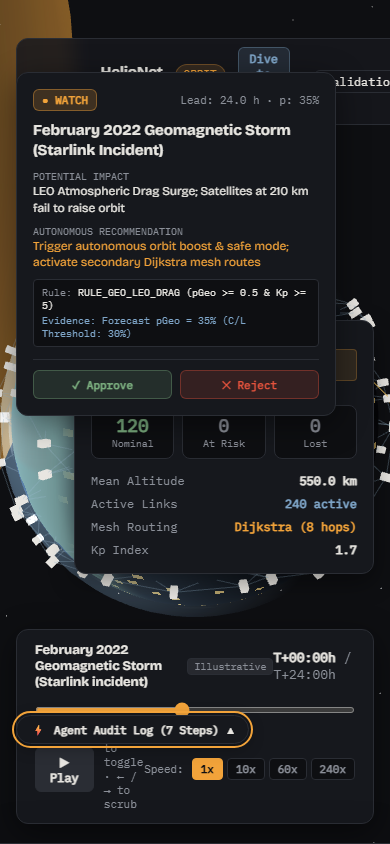 HelioNet
ORBIT
Dive
to
alidatio
● WATCH
Lead: 24.0 h · p: 35%
February 2022 Geomagnetic Storm
(Starlink Incident)
POTENTIAL IMPACT
LEO Atmospheric Drag Surge; Satellites at 210 km
fail to raise orbit
AUTONOMOUS RECOMMENDATION
Trigger autonomous orbit boost & safe mode;
activate secondary Dijkstra mesh routes
Rule: RULE_GEO_LEO_DRAG (pGeo >= 0.5 & Kp >=
5)
Evidence: Forecast pGeo = 35% (C/L
Threshold: 30%)
✓ Approve
✕ Reject
120
Nominal
0
At Risk
0
Lost
Mean Altitude 550.0 km
Active Links 240 active
Mesh Routing Dijkstra (8 hops)
Kp Index 1.7
February 2022
Geomagnetic Storm
(Starlink incident)
Illustrative
T+00:00h /
T+24:00h
⚡ Agent Audit Log (7 Steps) ▲
▶
Play
to
toggle
· ← /
→ to
scrub
Speed: 1x 10x 60x 240x